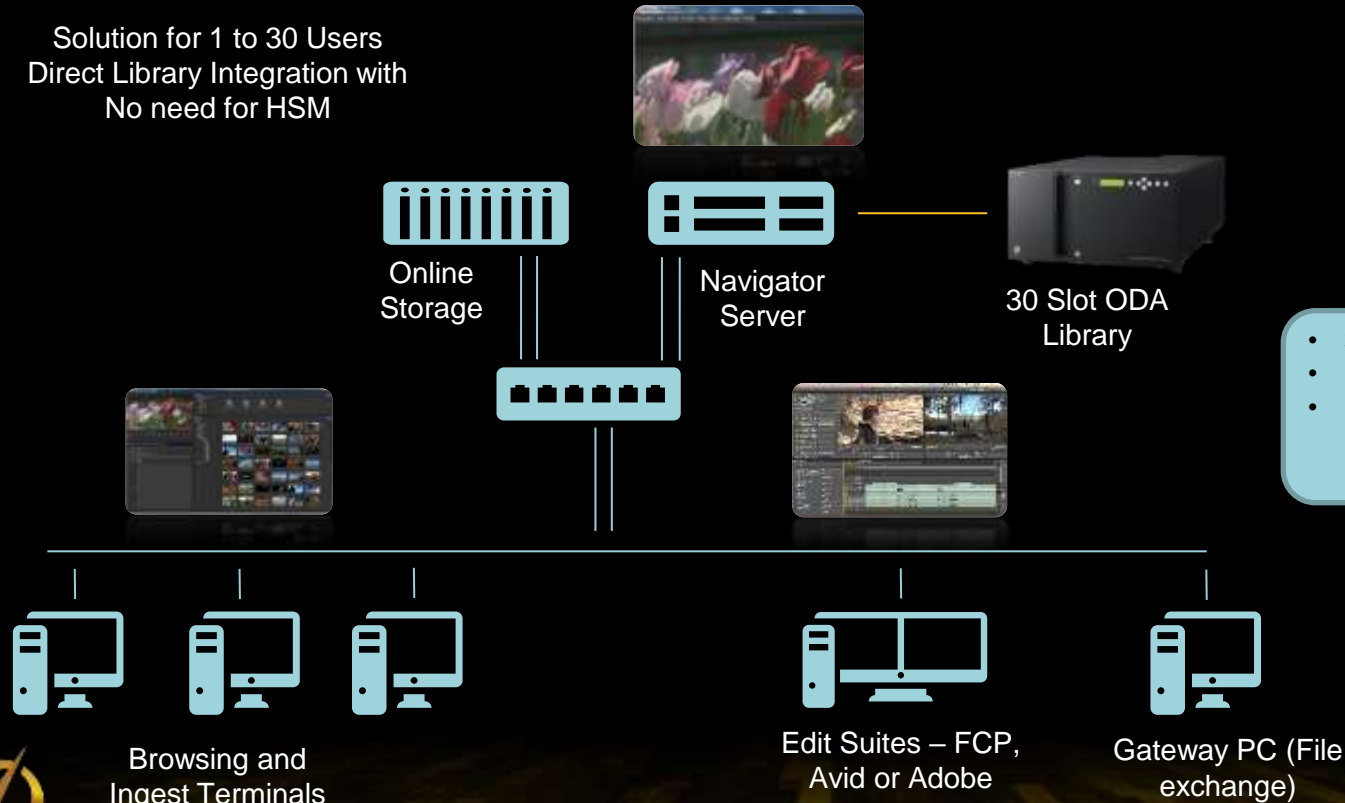 Solution for 1 to 30 Users
Direct Library Integration with
No need for HSM
Online
Storage
Navigator
Server
30 Slot ODA
Library
Browsing and
Ingest Terminals
Edit Suites – FCP,
Avid or Adobe
Gateway PC (File
exchange)